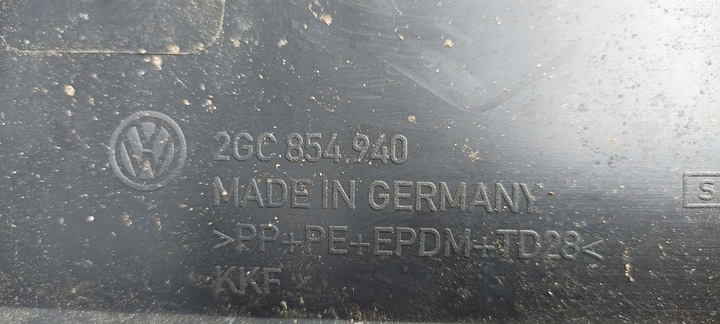 2GC.854.940
MADE IN GERMANY
>PP+PE+EPDM+TD28<
KKF
S